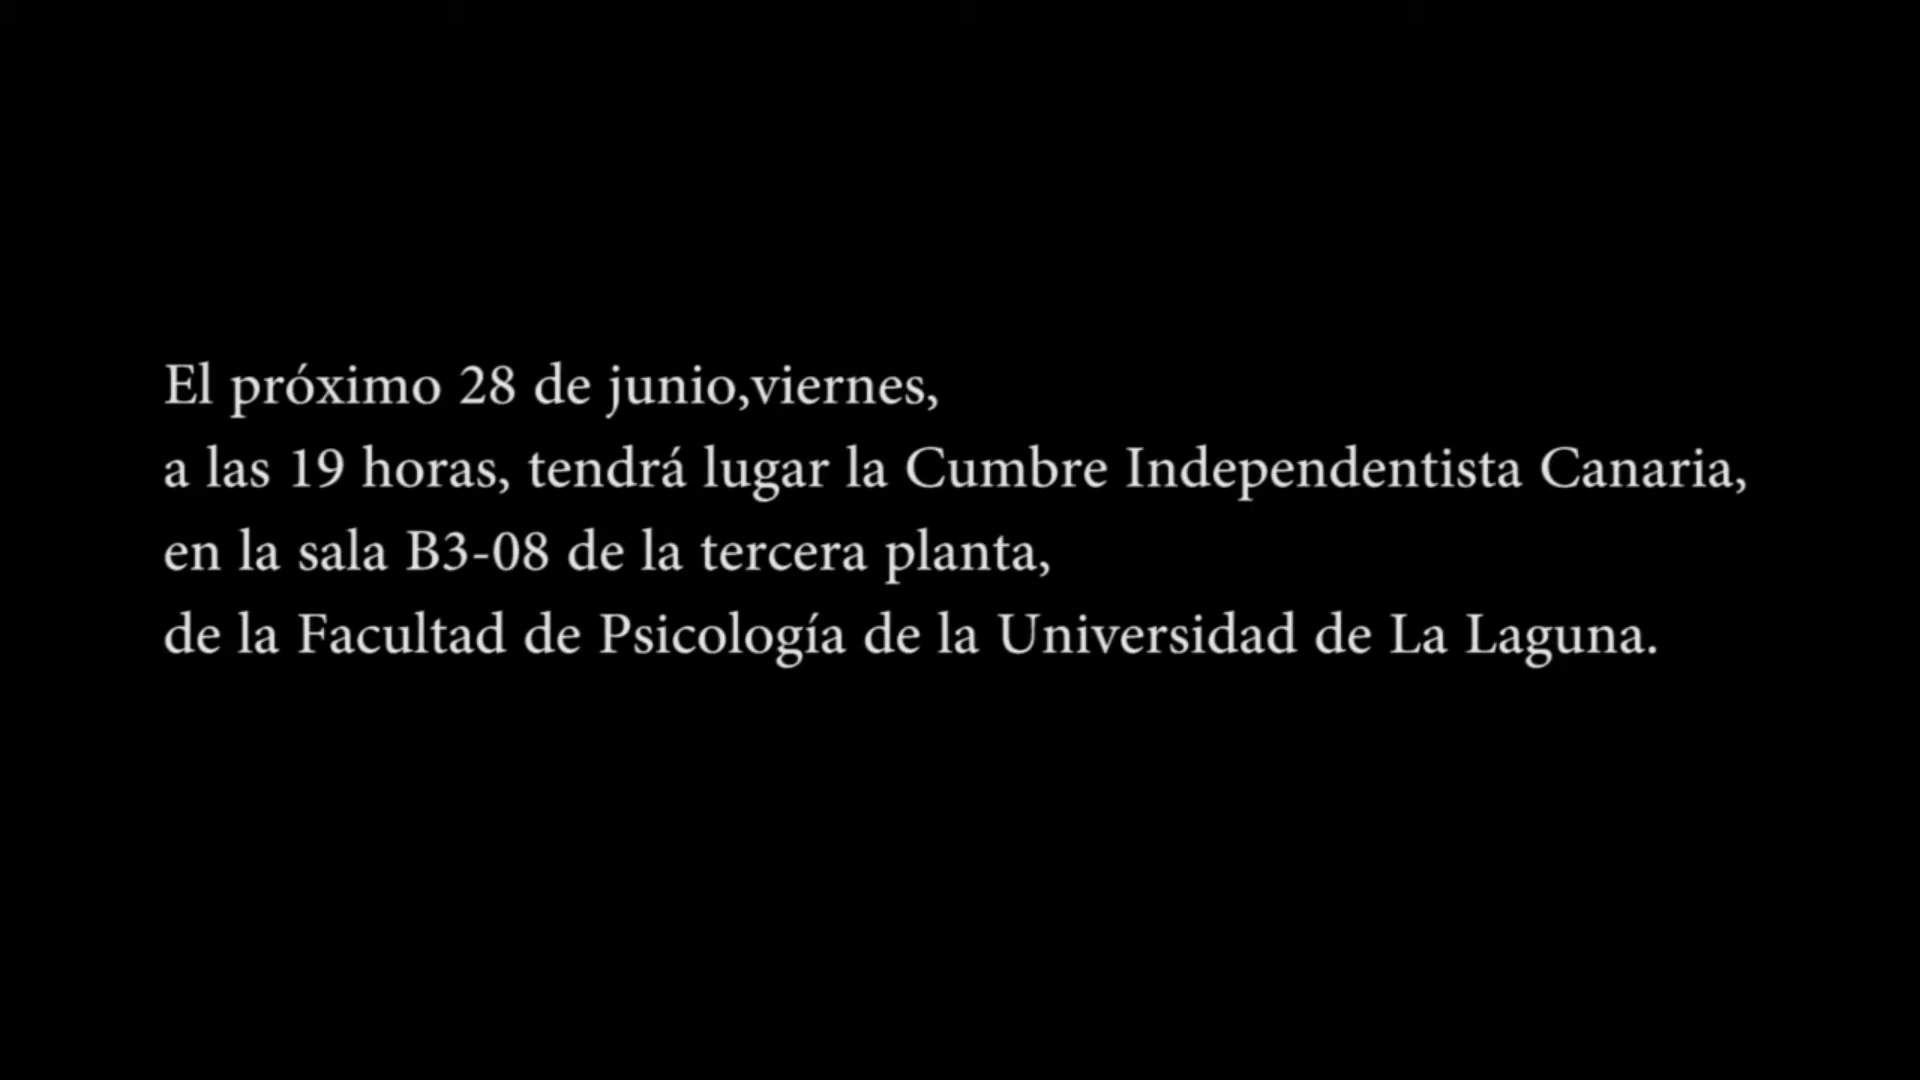 El próximo 28 de junio,viernes,
a las 19 horas, tendrá lugar la Cumbre Independentista Canaria,
en la sala B3-08 de la tercera planta,
de la Facultad de Psicología de la Universidad de La Laguna.